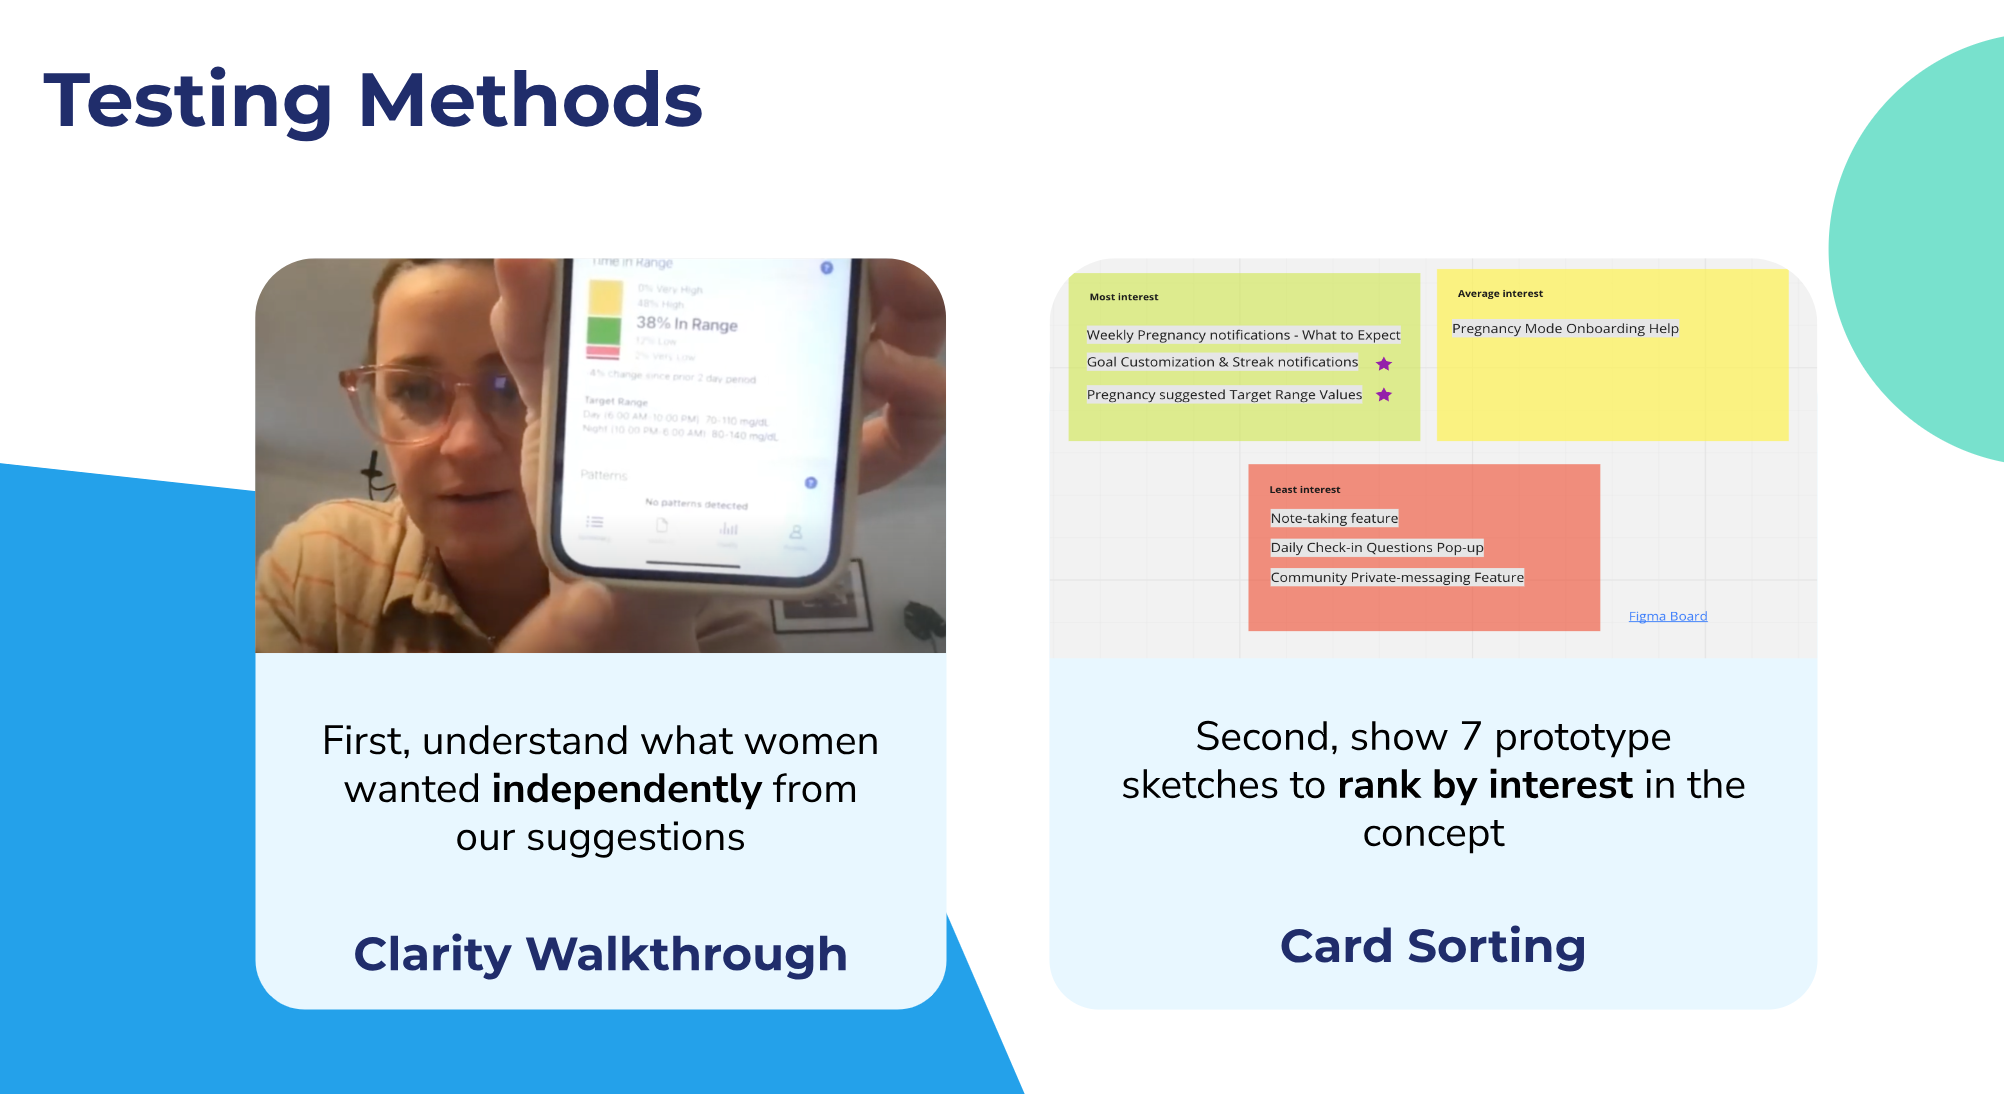 Testing Methods
Time in Range
0% Very High
48% High
38% In Range
12% Low
2% Very Low
4% change since prior 2 day period
Target Range
Day (6:00 AM-10:00 PM) 70-110 mg/dL
Night (10:00 PM-6:00 AM) 80-140 mg/dL
Patterns
No patterns detected
First, understand what women
wanted independently from
our suggestions
Clarity Walkthrough
Most interest
Weekly Pregnancy notifications - What to Expect
Goal Customization & Streak notifications
Pregnancy suggested Target Range Values
Average interest
Pregnancy Mode Onboarding Help
Least interest
Note-taking feature
Daily Check-in Questions Pop-up
Community Private-messaging Feature
Figma Board
Second, show 7 prototype
sketches to rank by interest in the
concept
Card Sorting